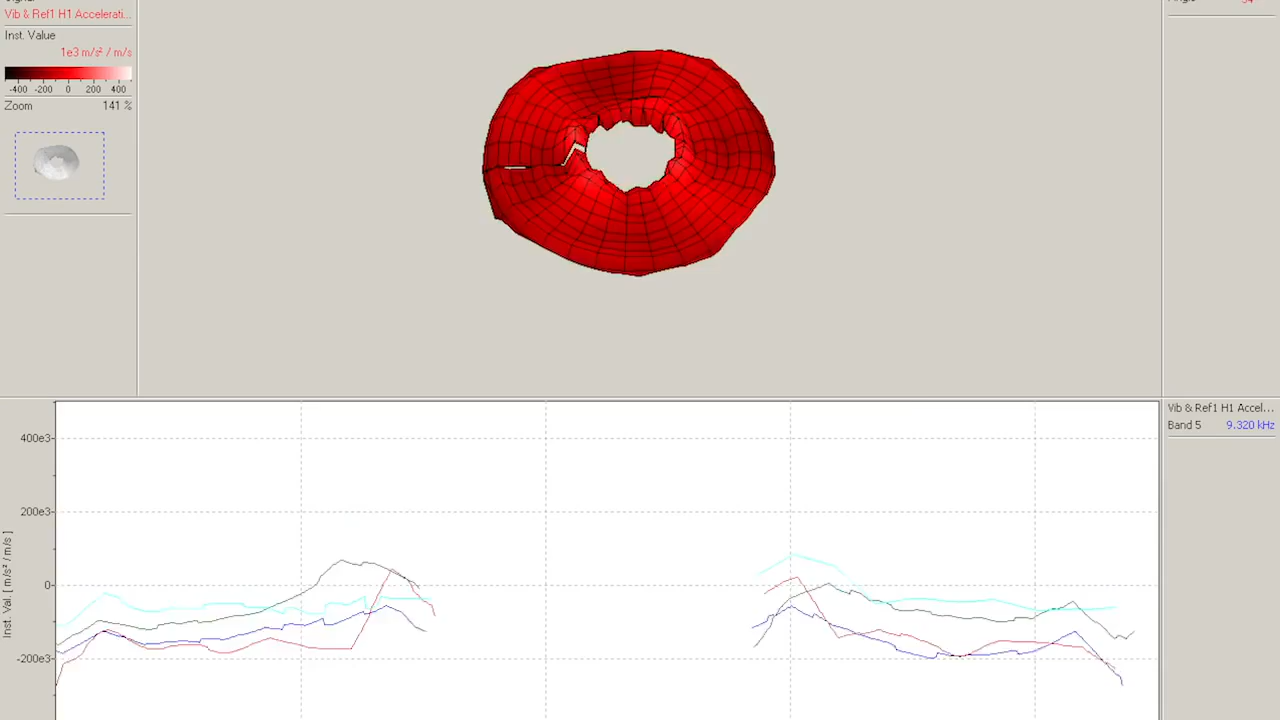 Vib & Ref1 H1 Accelerati...
Inst. Value
1e3 m/s² / m/s
-400 -200 0 200 400
Zoom 141 %
Vib & Ref1 H1 Accel...
Band 5 9.320 kHz
400e3
200e3
0
-200e3
Inst. Val. [ m/s² / m/s ]